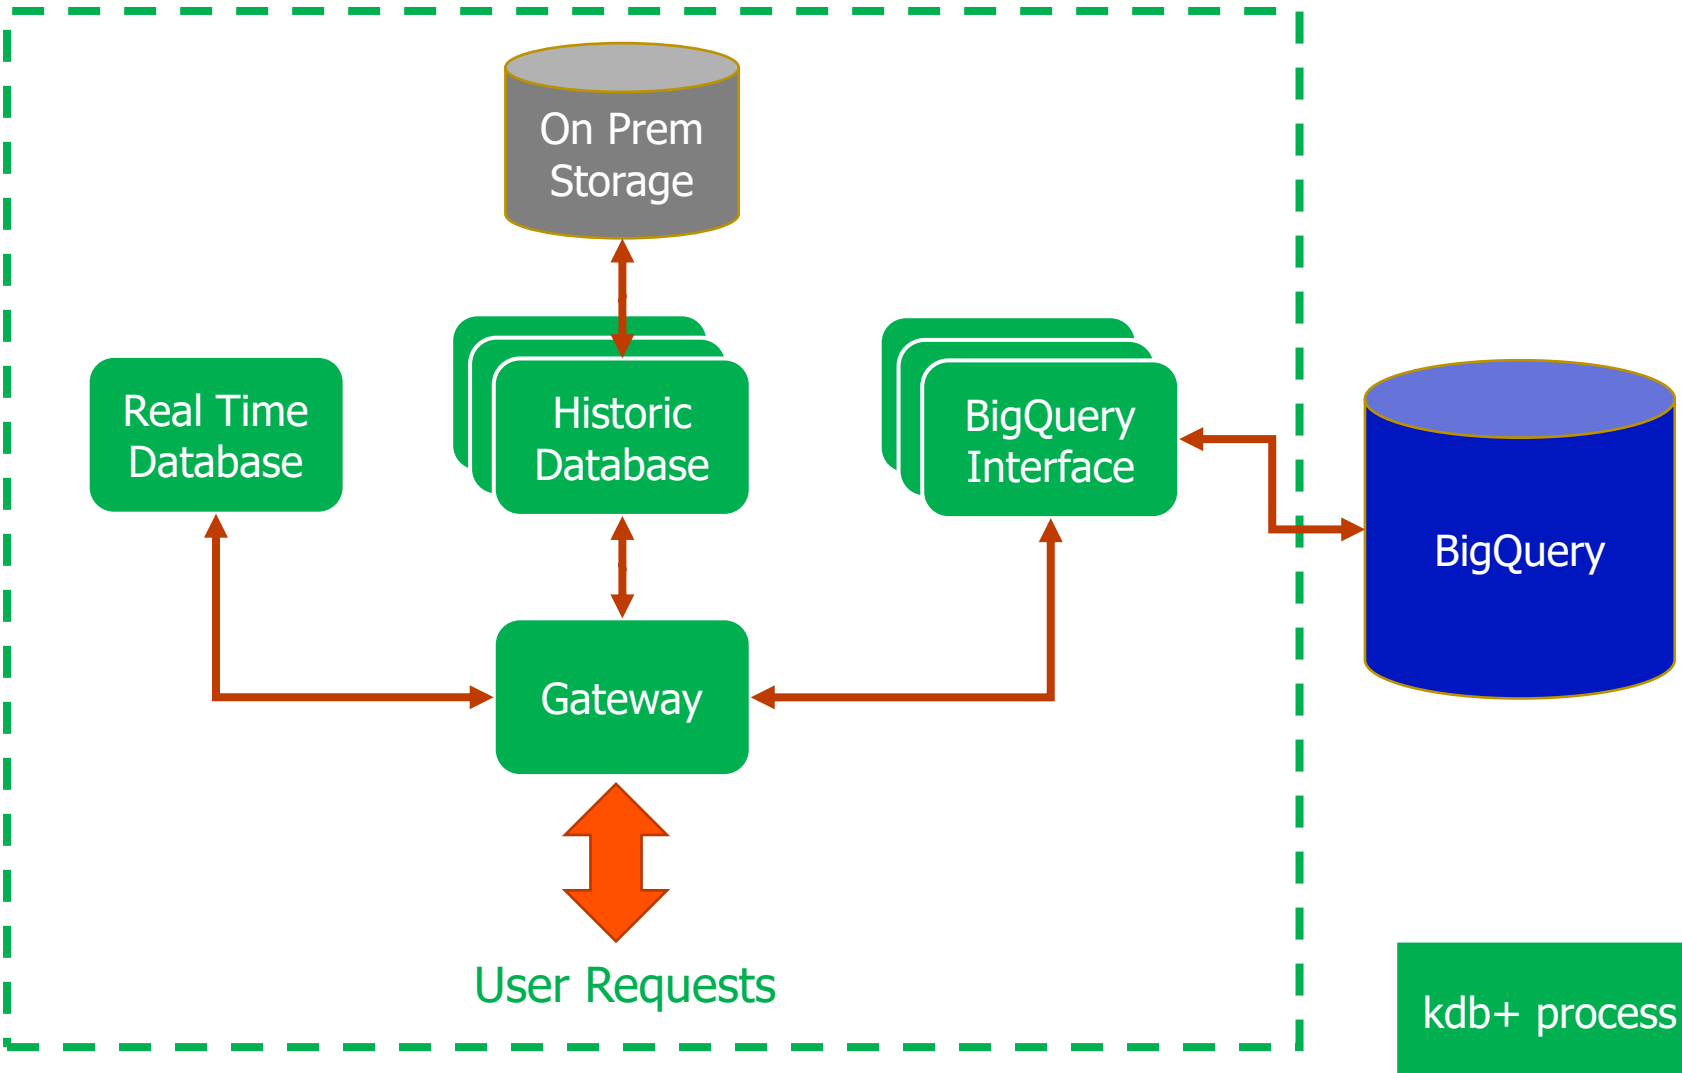 On Prem
Storage
Real Time
Database
Historic
Database
BigQuery
Interface
BigQuery
Gateway
User Requests
kdb+ process